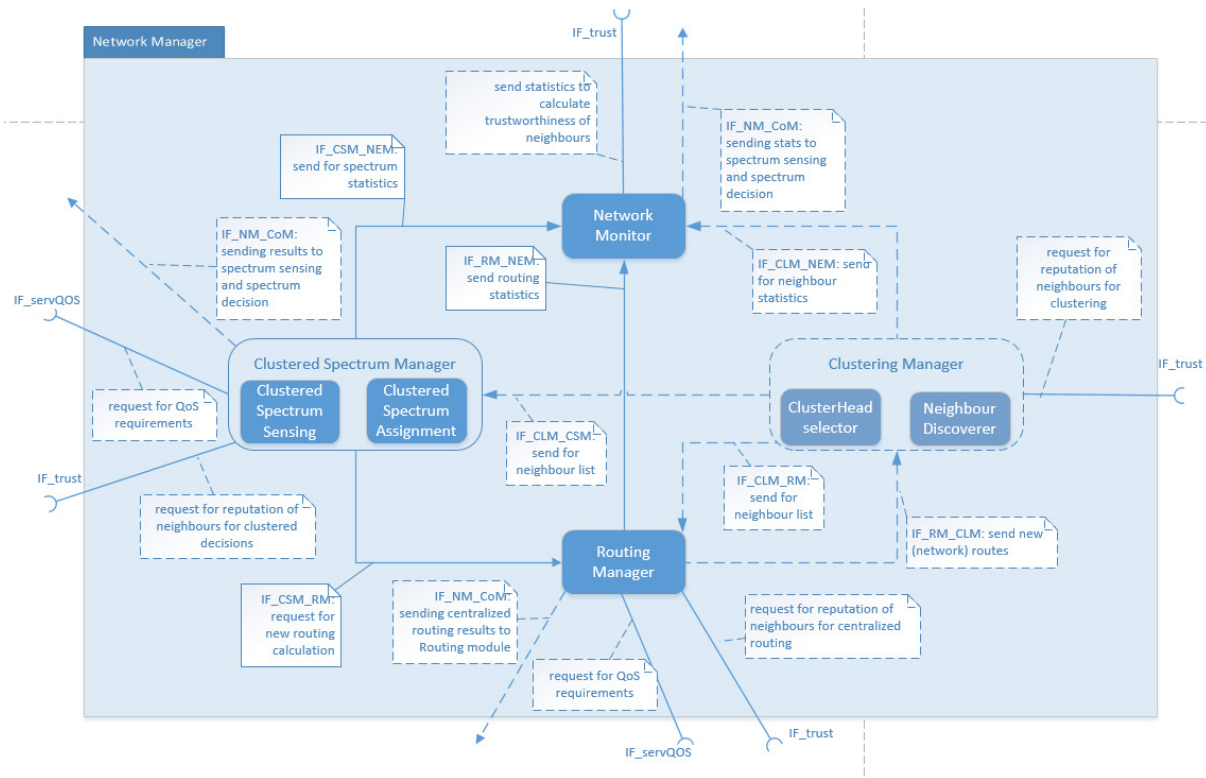 Network Manager
IF_trust
send statistics to
calculate
trustworthiness of
neighbours
IF_NM_CoM:
sending stats to
spectrum sensing
and spectrum
decision
IF_CSM_NEM:
send for spectrum
statistics
Network
Monitor
IF_NM_CoM:
sending results to
spectrum sensing
and spectrum
decision
IF_RM_NEM:
send routing
statistics
IF_CLM_NEM: send
for neighbour
statistics
request for
reputation of
neighbours for
clustering
IF_servQOS
Clustered Spectrum Manager
Clustered
Spectrum
Sensing
Clustered
Spectrum
Assignment
Clustering Manager
ClusterHead
selector
Neighbour
Discoverer
IF_trust
request for QoS
requirements
IF_CLM_CSM:
send for
neighbour list
IF_trust
IF_CLM_RM:
send for
neighbour list
request for reputation of
neighbours for clustered
decisions
IF_RM_CLM: send new
(network) routes
Routing
Manager
IF_CSM_RM:
request for
new routing
calculation
IF_NM_CoM:
sending centralized
routing results to
Routing module
request for reputation of
neighbours for centralized
routing
request for QoS
requirements
IF_trust
IF_servQOS